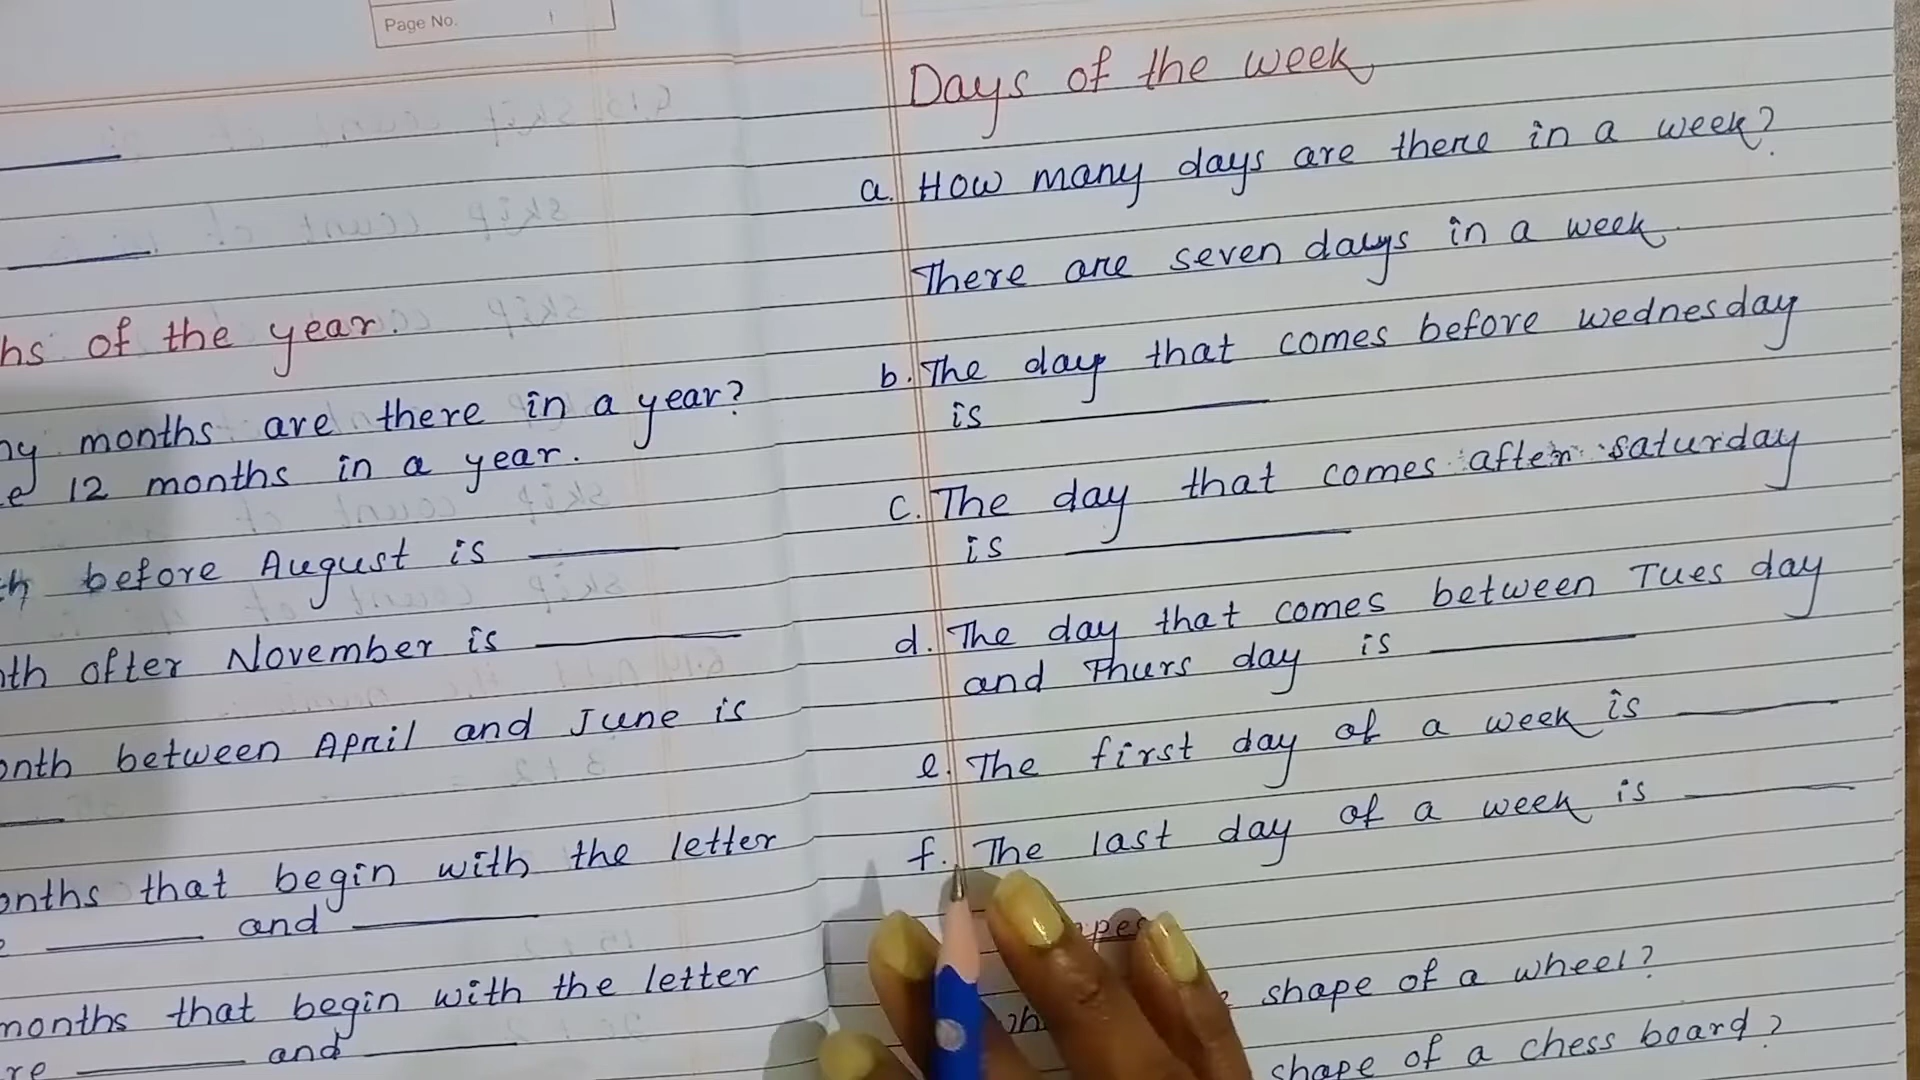 Page No. 1
hs of the year.
ny months are there in a year?
e 12 months in a year.
th before August is
nth after November is
onth between April and June is
onths that begin with the letter
e and
months that begin with the letter
re and
Days of the week
a. How many days are there in a week?
There are seven days in a week.
b. The day that comes before wednesday
is
c. The day that comes after saturday
is
d. The day that comes between Tues day
and Thurs day is
e. The first day of a week is
f. The last day of a week is
pes
shape of a wheel?
shape of a chess board?